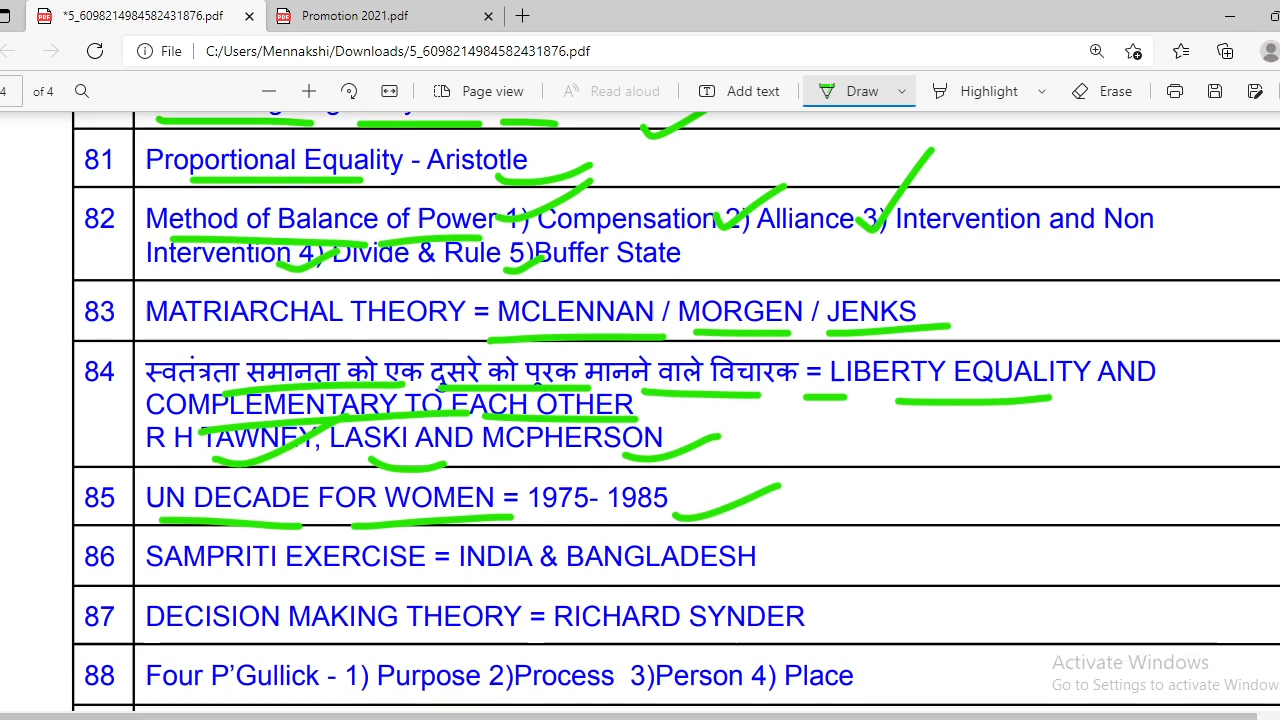 *5_6098214984582431876.pdf
Promotion 2021.pdf
File C:/Users/Mennakshi/Downloads/5_6098214984582431876.pdf
4 of 4 Page view Read aloud Add text Draw Highlight Erase
81 Proportional Equality - Aristotle
82 Method of Balance of Power 1) Compensation 2) Alliance 3) Intervention and Non
Intervention 4) Divide & Rule 5)Buffer State
83 MATRIARCHAL THEORY = MCLENNAN / MORGEN / JENKS
84 स्वतंत्रता समानता को एक दुसरे को पूरक मानने वाले विचारक = LIBERTY EQUALITY AND
COMPLEMENTARY TO EACH OTHER
R H TAWNEY, LASKI AND MCPHERSON
85 UN DECADE FOR WOMEN = 1975- 1985
86 SAMPRITI EXERCISE = INDIA & BANGLADESH
87 DECISION MAKING THEORY = RICHARD SYNDER
88 Four P'Gullick - 1) Purpose 2)Process 3)Person 4) Place
Activate Windows
Go to Settings to activate Window